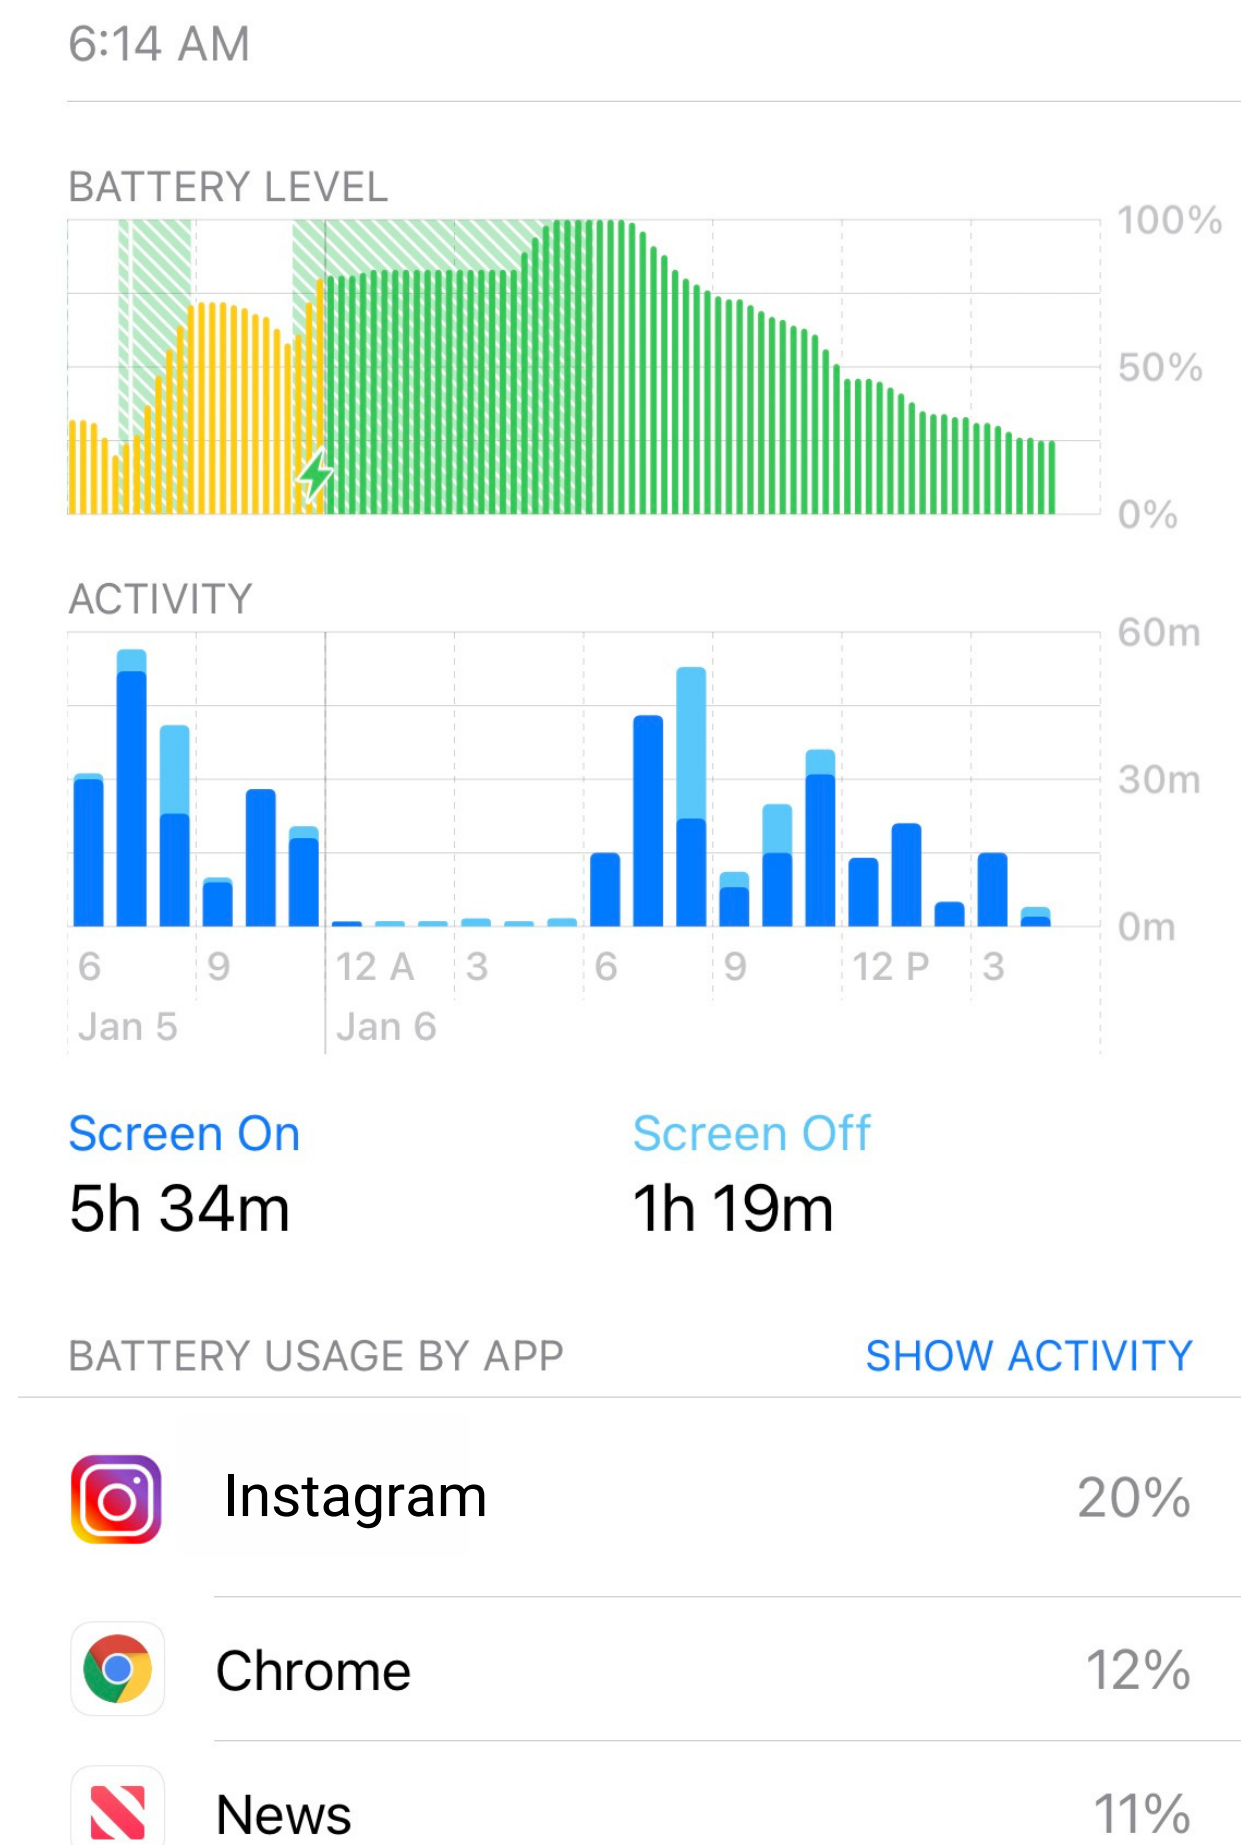 6:14 AM
BATTERY LEVEL
100%
50%
0%
ACTIVITY
60m
30m
0m
6 9 12 A 3 6 9 12 P 3
Jan 5 Jan 6
Screen On Screen Off
5h 34m 1h 19m
BATTERY USAGE BY APP SHOW ACTIVITY
Instagram 20%
Chrome 12%
News 11%